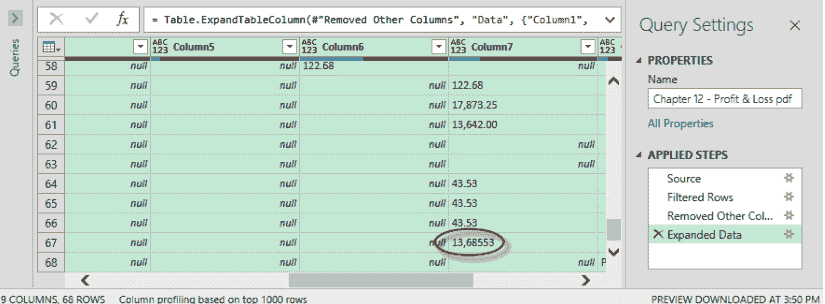 = Table.ExpandTableColumn(#"Removed Other Columns", "Data", {"Column1",
Query Settings
Queries
ABC 123 Column5 ABC 123 Column6 ABC 123 Column7
58 null null 122.68 null
59 null null null 122.68
60 null null null 17,873.25
61 null null null 13,642.00
62 null null null null
63 null null null null
64 null null null 43.53
65 null null null 43.53
66 null null null 43.53
67 null null null 13,68553
68 null null null null P
PROPERTIES
Name
Chapter 12 - Profit & Loss pdf
All Properties
APPLIED STEPS
Source
Filtered Rows
Removed Other Col...
Expanded Data
9 COLUMNS, 68 ROWS Column profiling based on top 1000 rows PREVIEW DOWNLOADED AT 3:50 PM